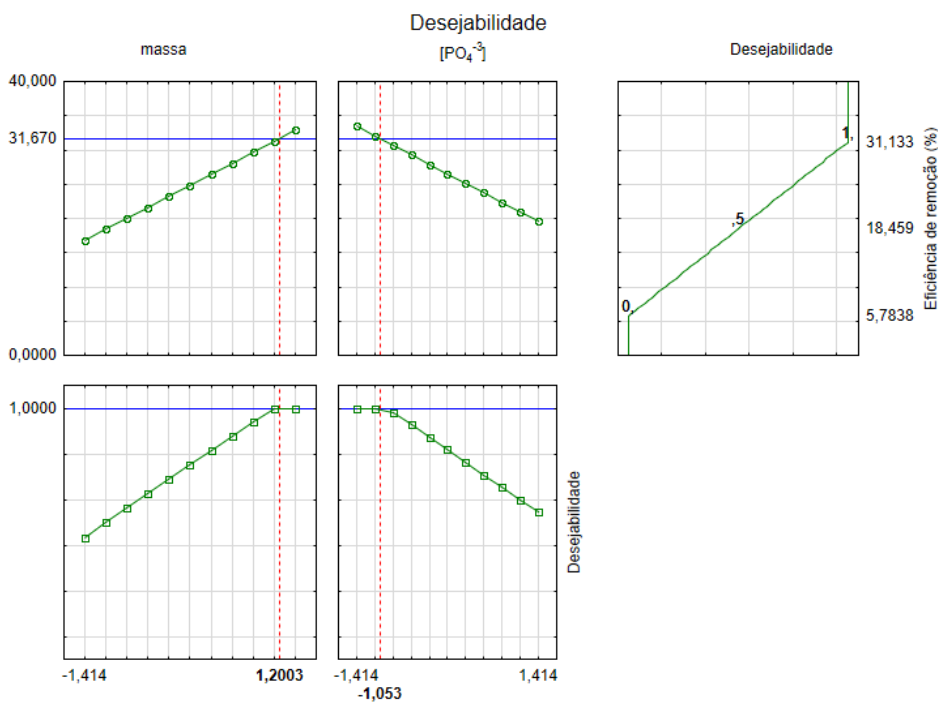 Desejabilidade
massa
[PO4-3]
Desejabilidade
40,000
31,670
0,0000
1,
,5
0,
31,133
18,459
5,7838
Eficiência de remoção (%)
1,0000
Desejabilidade
-1,414
1,2003
-1,414
-1,053
1,414